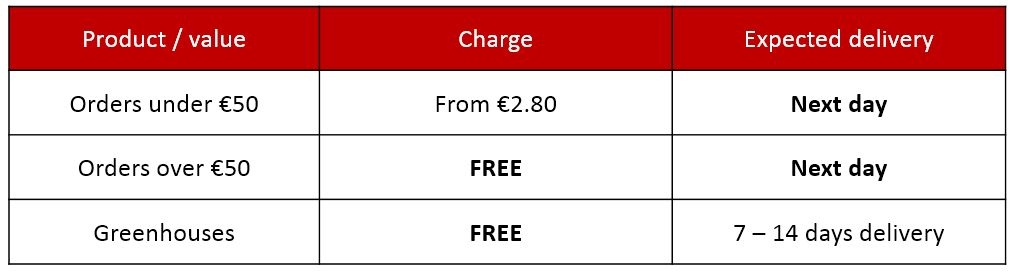 Product / value Charge Expected delivery
Orders under €50 From €2.80 Next day
Orders over €50 FREE Next day
Greenhouses FREE 7 – 14 days delivery